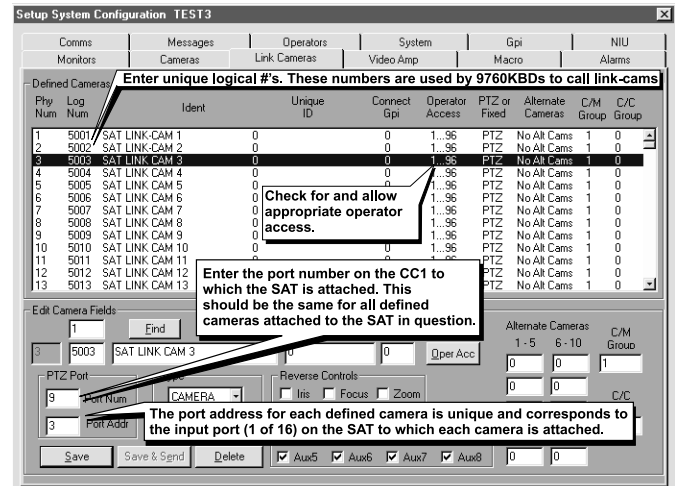 Setup System Configuration TEST3
Comms Messages Operators System Gpi NIU
Monitors Cameras Link Cameras Video Amp Macro Alarms
Defined Cameras
Enter unique logical #'s. These numbers are used by 9760KBDs to call link-cams
Phy Num Log Num Ident Unique ID Connect Gpi Operator Access PTZ or Fixed Alternate Cameras C/M Group C/C Group
1 5001 SAT LINK-CAM 1 0 0 1...96 PTZ No Alt Cams 1 0
2 5002 SAT LINK-CAM 2 0 0 1...96 PTZ No Alt Cams 1 0
3 5003 SAT LINK-CAM 3 0 0 1...96 PTZ No Alt Cams 1 0
4 5004 SAT LINK-CAM 4 0 0 1...96 PTZ No Alt Cams 1 0
5 5005 SAT LINK-CAM 5 0 0 1...96 PTZ No Alt Cams 1 0
6 5006 SAT LINK-CAM 6 0 ...96 PTZ No Alt Cams 1 0
7 5007 SAT LINK-CAM 7 0 ...96 PTZ No Alt Cams 1 0
8 5008 SAT LINK-CAM 8 0 ...96 PTZ No Alt Cams 1 0
9 5009 SAT LINK-CAM 9 0 ...96 PTZ No Alt Cams 1 0
10 5010 SAT LINK-CAM 10 0 0 1...96 PTZ No Alt Cams 1 0
11 5011 SAT LINK-CAM 11 0 0 1...96 PTZ No Alt Cams 1 0
12 5012 SAT LINK-CAM 12 ...96 PTZ No Alt Cams 1 0
13 5013 SAT LINK-CAM 13 ...96 PTZ No Alt Cams 1 0
Check for and allow
appropriate operator
access.
Enter the port number on the CC1 to
which the SAT is attached. This
should be the same for all defined
cameras attached to the SAT in question.
Edit Camera Fields
1 Find
3 5003 SAT LINK CAM 3 0 0 Oper Acc
Alternate Cameras
1 - 5 6 - 10
C/M Group
0 0 1
PTZ Port
9 Port Num
3 Port Addr
CAMERA
Reverse Controls
Iris Focus Zoom
0 0
C/C
The port address for each defined camera is unique and corresponds to
the input port (1 of 16) on the SAT to which each camera is attached.
Save Save & Send Delete
Aux5 Aux6 Aux7 Aux8
0 0